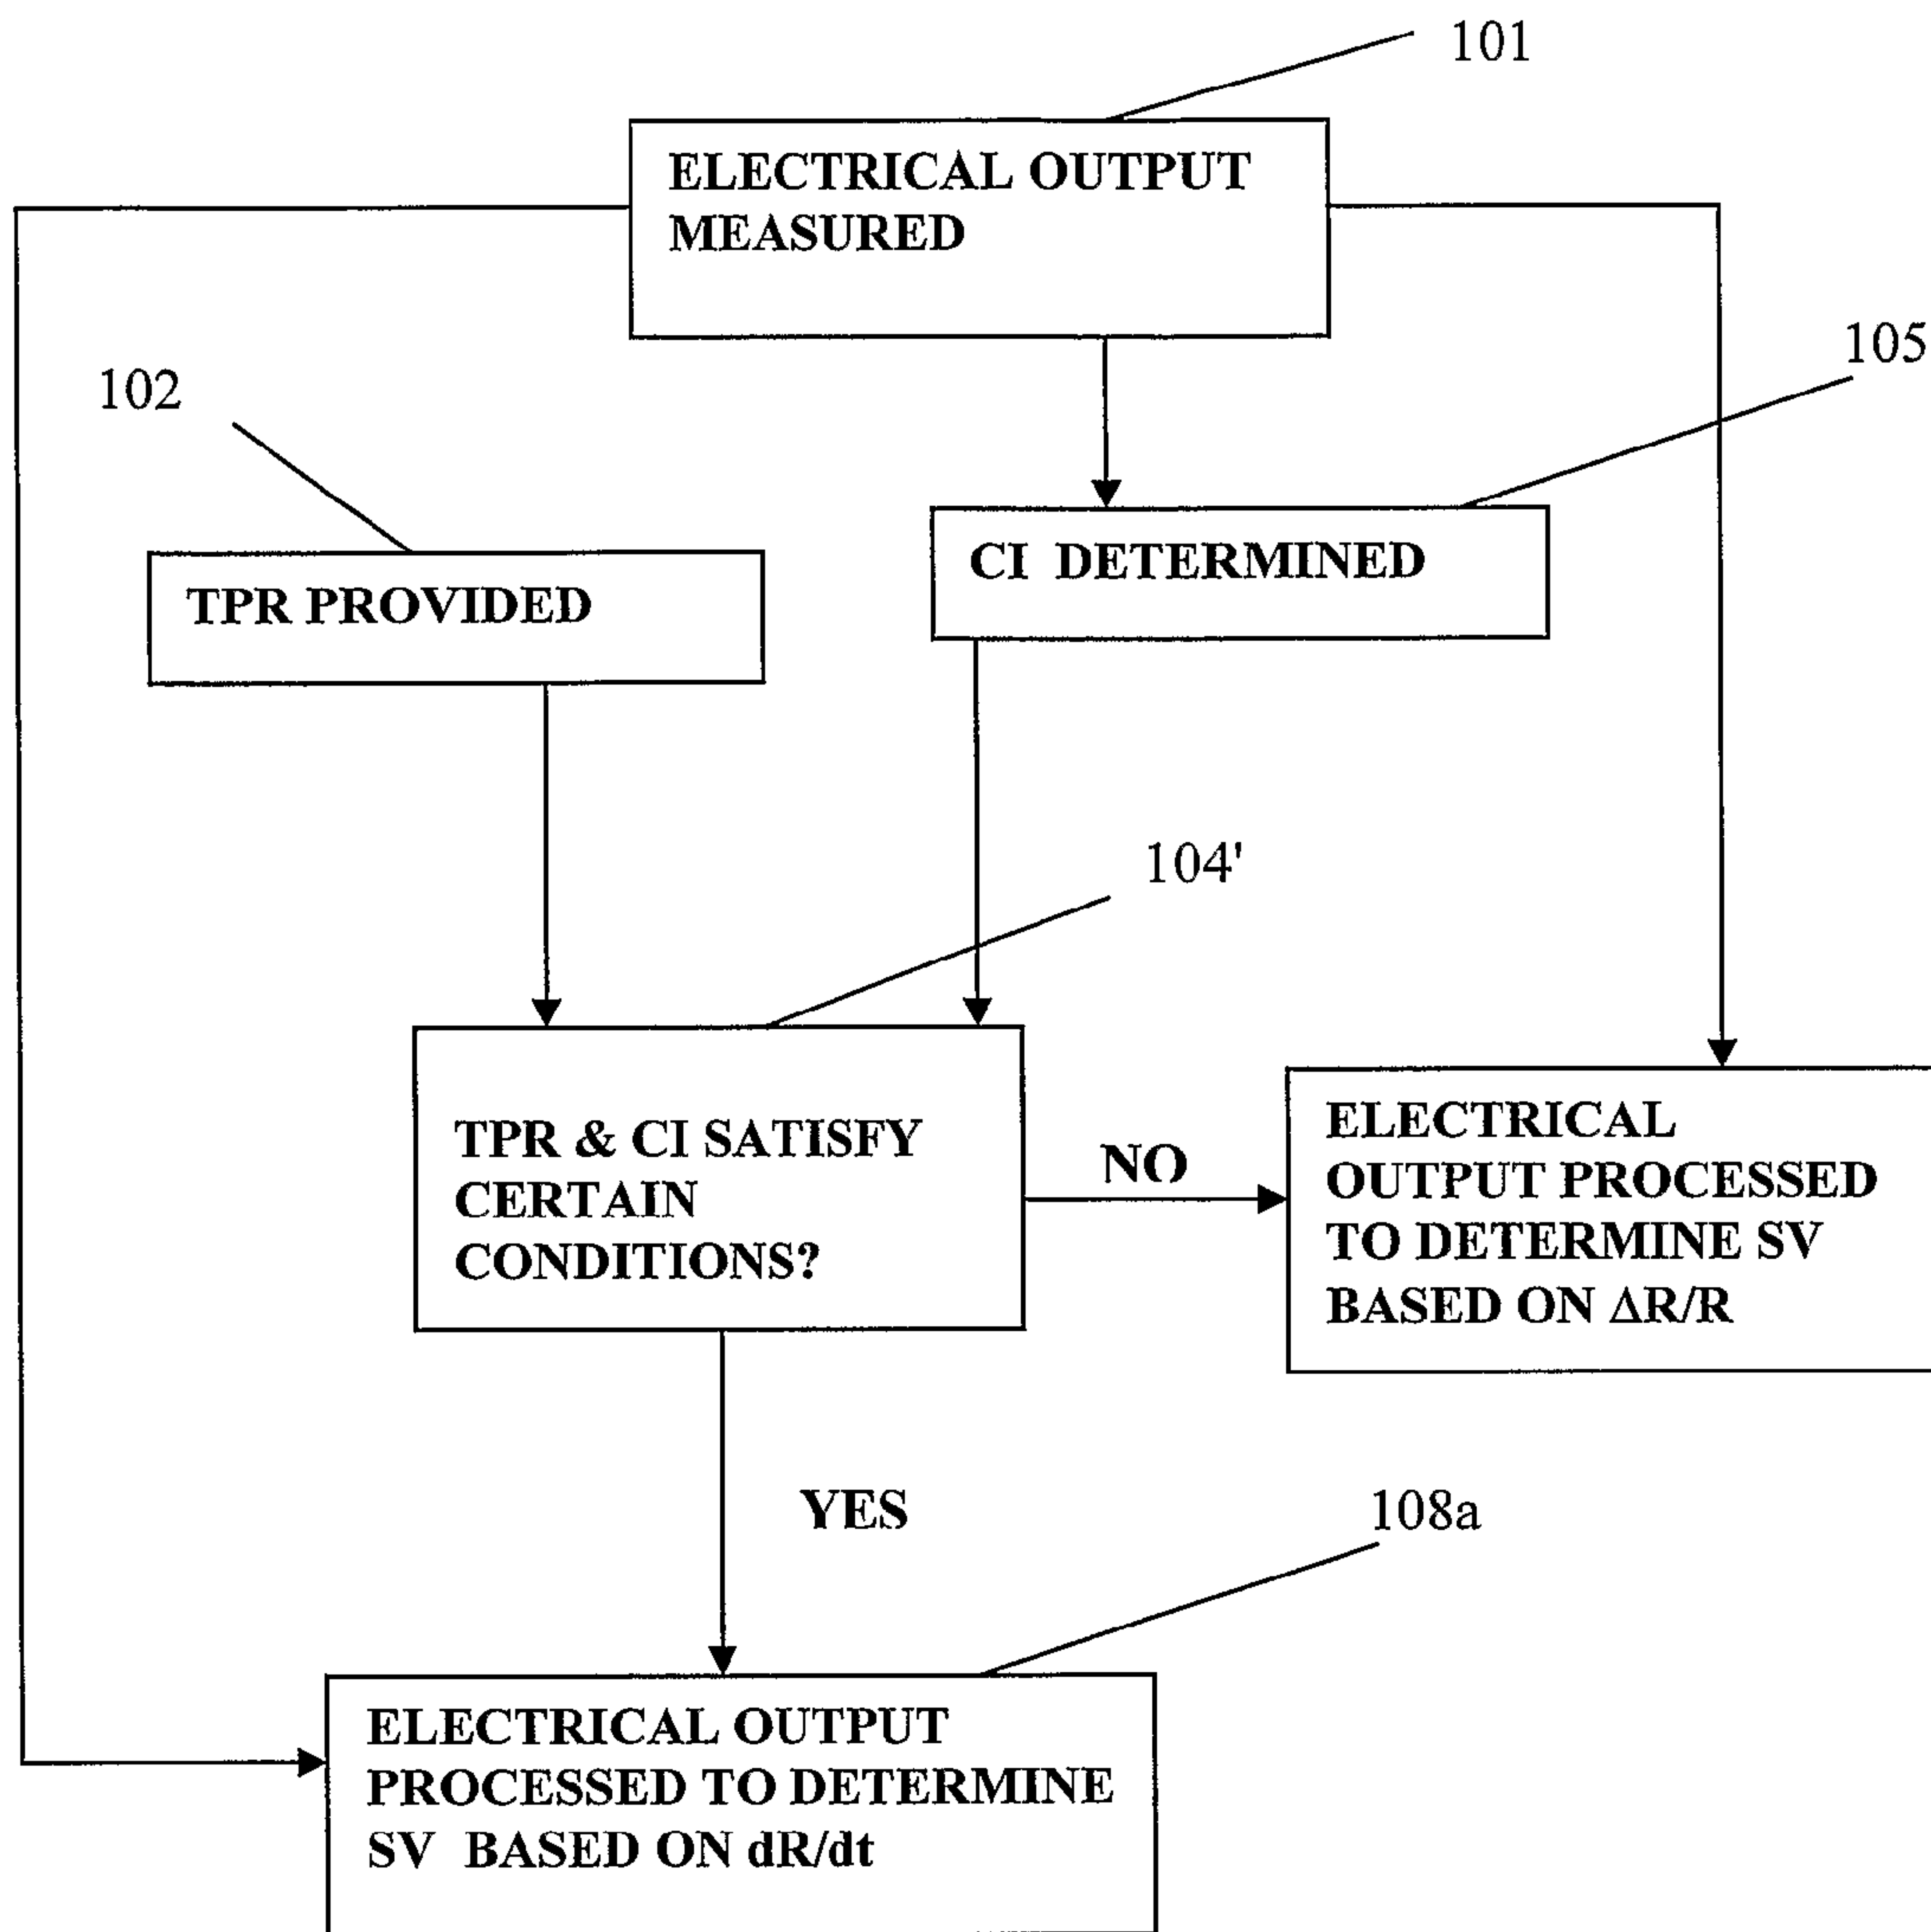 101
ELECTRICAL OUTPUT
MEASURED
105
102
CI DETERMINED
TPR PROVIDED
104'
TPR & CI SATISFY
CERTAIN
CONDITIONS?
NO
ELECTRICAL
OUTPUT PROCESSED
TO DETERMINE SV
BASED ON ΔR/R
YES
108a
ELECTRICAL OUTPUT
PROCESSED TO DETERMINE
SV BASED ON dR/dt